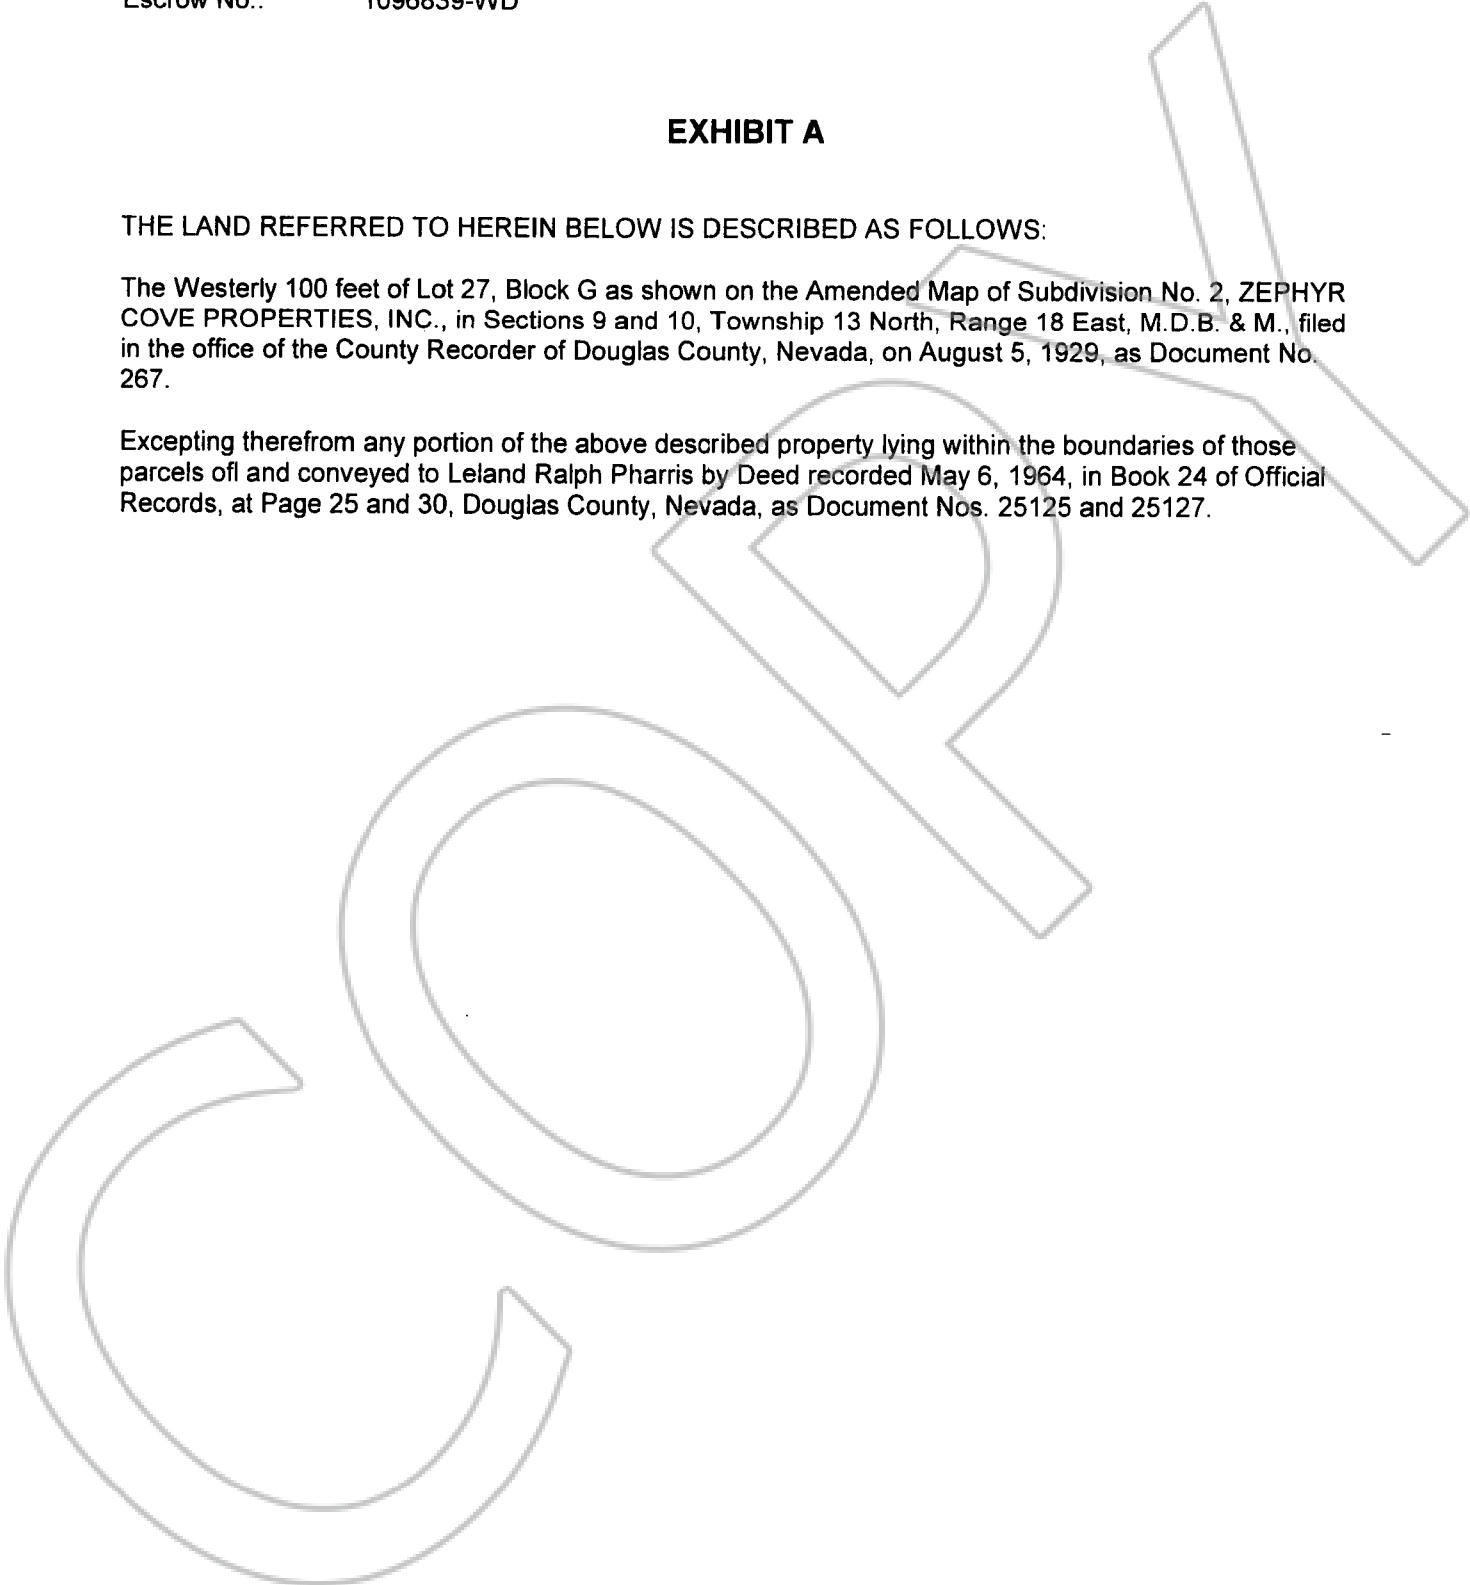 Escrow No.: 1096839-WD
EXHIBIT A
THE LAND REFERRED TO HEREIN BELOW IS DESCRIBED AS FOLLOWS:
The Westerly 100 feet of Lot 27, Block G as shown on the Amended Map of Subdivision No. 2, ZEPHYR
COVE PROPERTIES, INC., in Sections 9 and 10, Township 13 North, Range 18 East, M.D.B. & M., filed
in the office of the County Recorder of Douglas County, Nevada, on August 5, 1929, as Document No.
267.
Excepting therefrom any portion of the above described property lying within the boundaries of those
parcels ofl and conveyed to Leland Ralph Pharris by Deed recorded May 6, 1964, in Book 24 of Official
Records, at Page 25 and 30, Douglas County, Nevada, as Document Nos. 25125 and 25127.
COPY